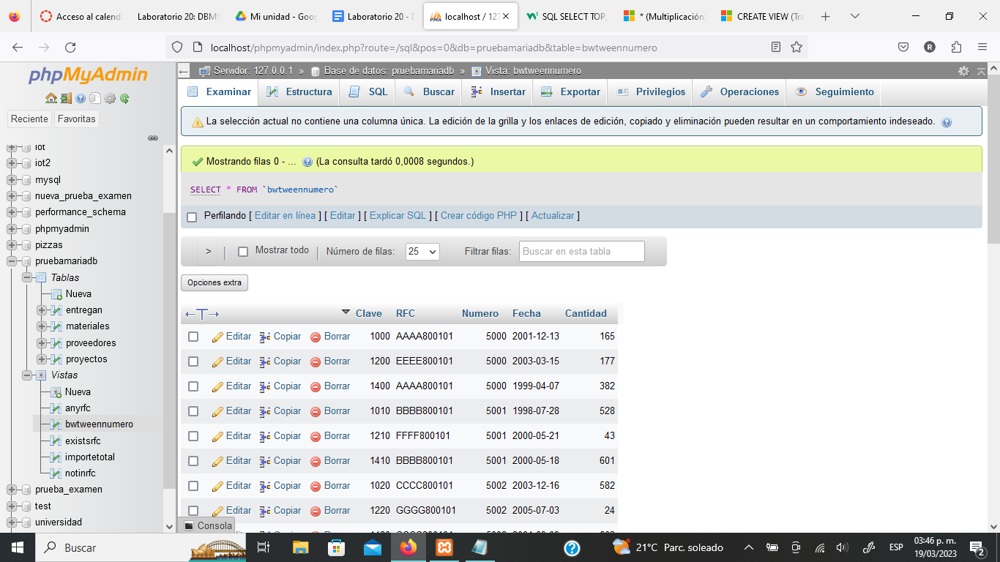 Acceso al calend
Laboratorio 20: DBMS
Mi unidad - Goog
Laboratorio 20 - D
localhost / 127
SQL SELECT TOP,
* (Multiplicación)
CREATE VIEW (Tra
localhost/phpmyadmin/index.php?route=/sql&pos=0&db=pruebamariadb&table=bwtweennumero
phpMyAdmin
Reciente Favoritas
iot
iot2
mysql
nueva_prueba_examen
performance_schema
phpmyadmin
pizzas
pruebamariadb
Tablas
Nueva
entregan
materiales
proveedores
proyectos
Vistas
Nueva
anyrfc
bwtweennumero
existsrfc
importetotal
notinrfc
prueba_examen
test
universidad
Servidor: 127.0.0.1 » Base de datos: pruebamariadb » Vista: bwtweennumero
Examinar Estructura SQL Buscar Insertar Exportar Privilegios Operaciones Seguimiento
La selección actual no contiene una columna única. La edición de la grilla y los enlaces de edición, copiado y eliminación pueden resultar en un comportamiento indeseado.
Mostrando filas 0 - ... (La consulta tardó 0,0008 segundos.)
SELECT * FROM `bwtweennumero`
Perfilando [ Editar en línea ] [ Editar ] [ Explicar SQL ] [ Crear código PHP ] [ Actualizar ]
> Mostrar todo Número de filas: 25 Filtrar filas: Buscar en esta tabla
Opciones extra
Clave RFC Numero Fecha Cantidad
Editar Copiar Borrar 1000 AAAA800101 5000 2001-12-13 165
Editar Copiar Borrar 1200 EEEE800101 5000 2003-03-15 177
Editar Copiar Borrar 1400 AAAA800101 5000 1999-04-07 382
Editar Copiar Borrar 1010 BBBB800101 5001 1998-07-28 528
Editar Copiar Borrar 1210 FFFF800101 5001 2000-05-21 43
Editar Copiar Borrar 1410 BBBB800101 5001 2000-05-18 601
Editar Copiar Borrar 1020 CCCC800101 5002 2003-12-16 582
Editar Copiar Borrar 1220 GGGG800101 5002 2005-07-03 24
Consola
Buscar
21°C Parc. soleado
ESP
03:46 p. m.
19/03/2023
2